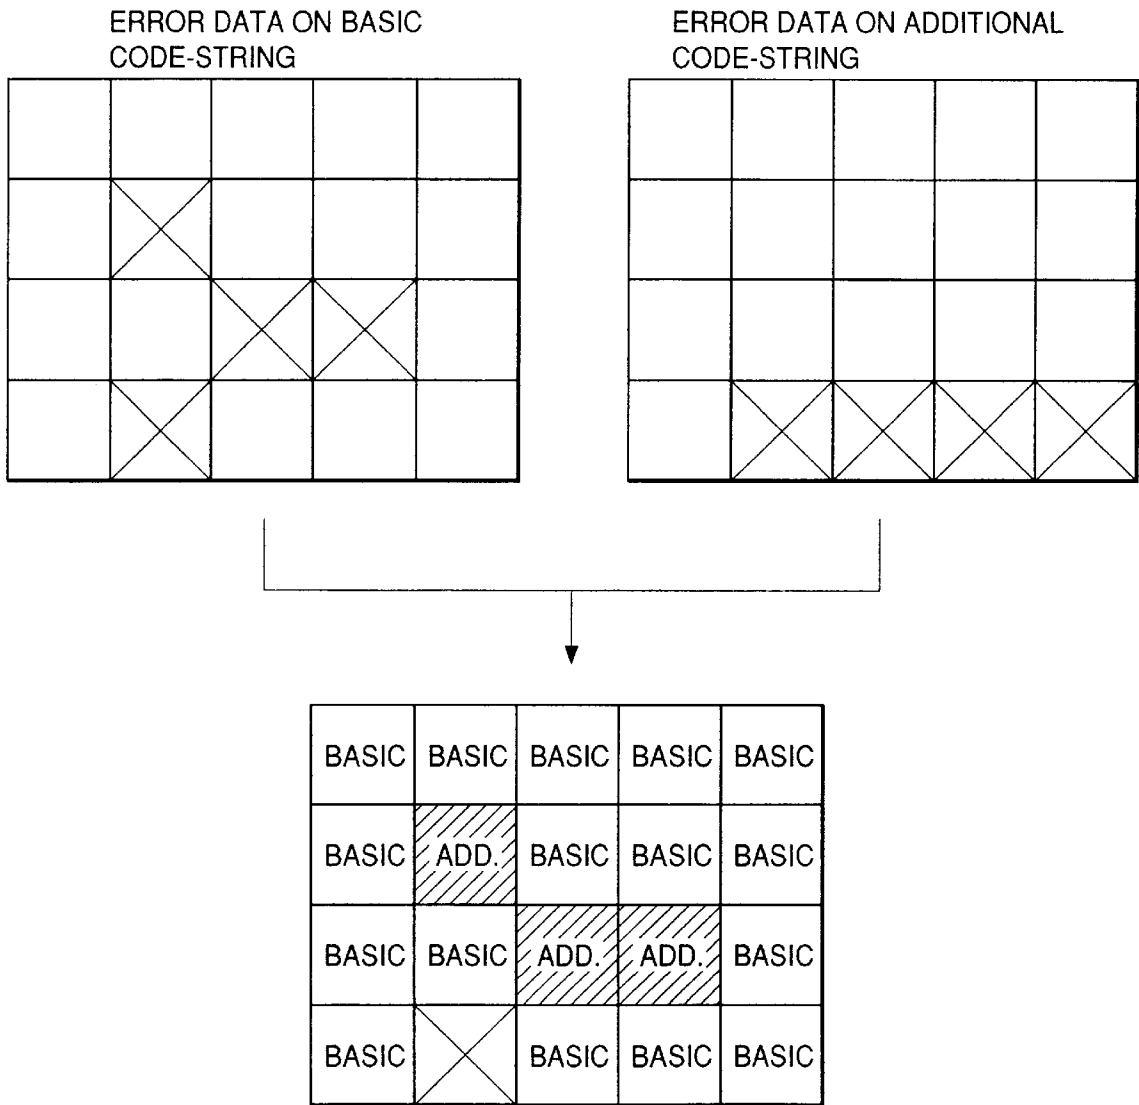 ERROR DATA ON BASIC
CODE-STRING
ERROR DATA ON ADDITIONAL
CODE-STRING
BASIC BASIC BASIC BASIC BASIC
BASIC ADD. BASIC BASIC BASIC
BASIC BASIC ADD. ADD. BASIC
BASIC BASIC BASIC BASIC